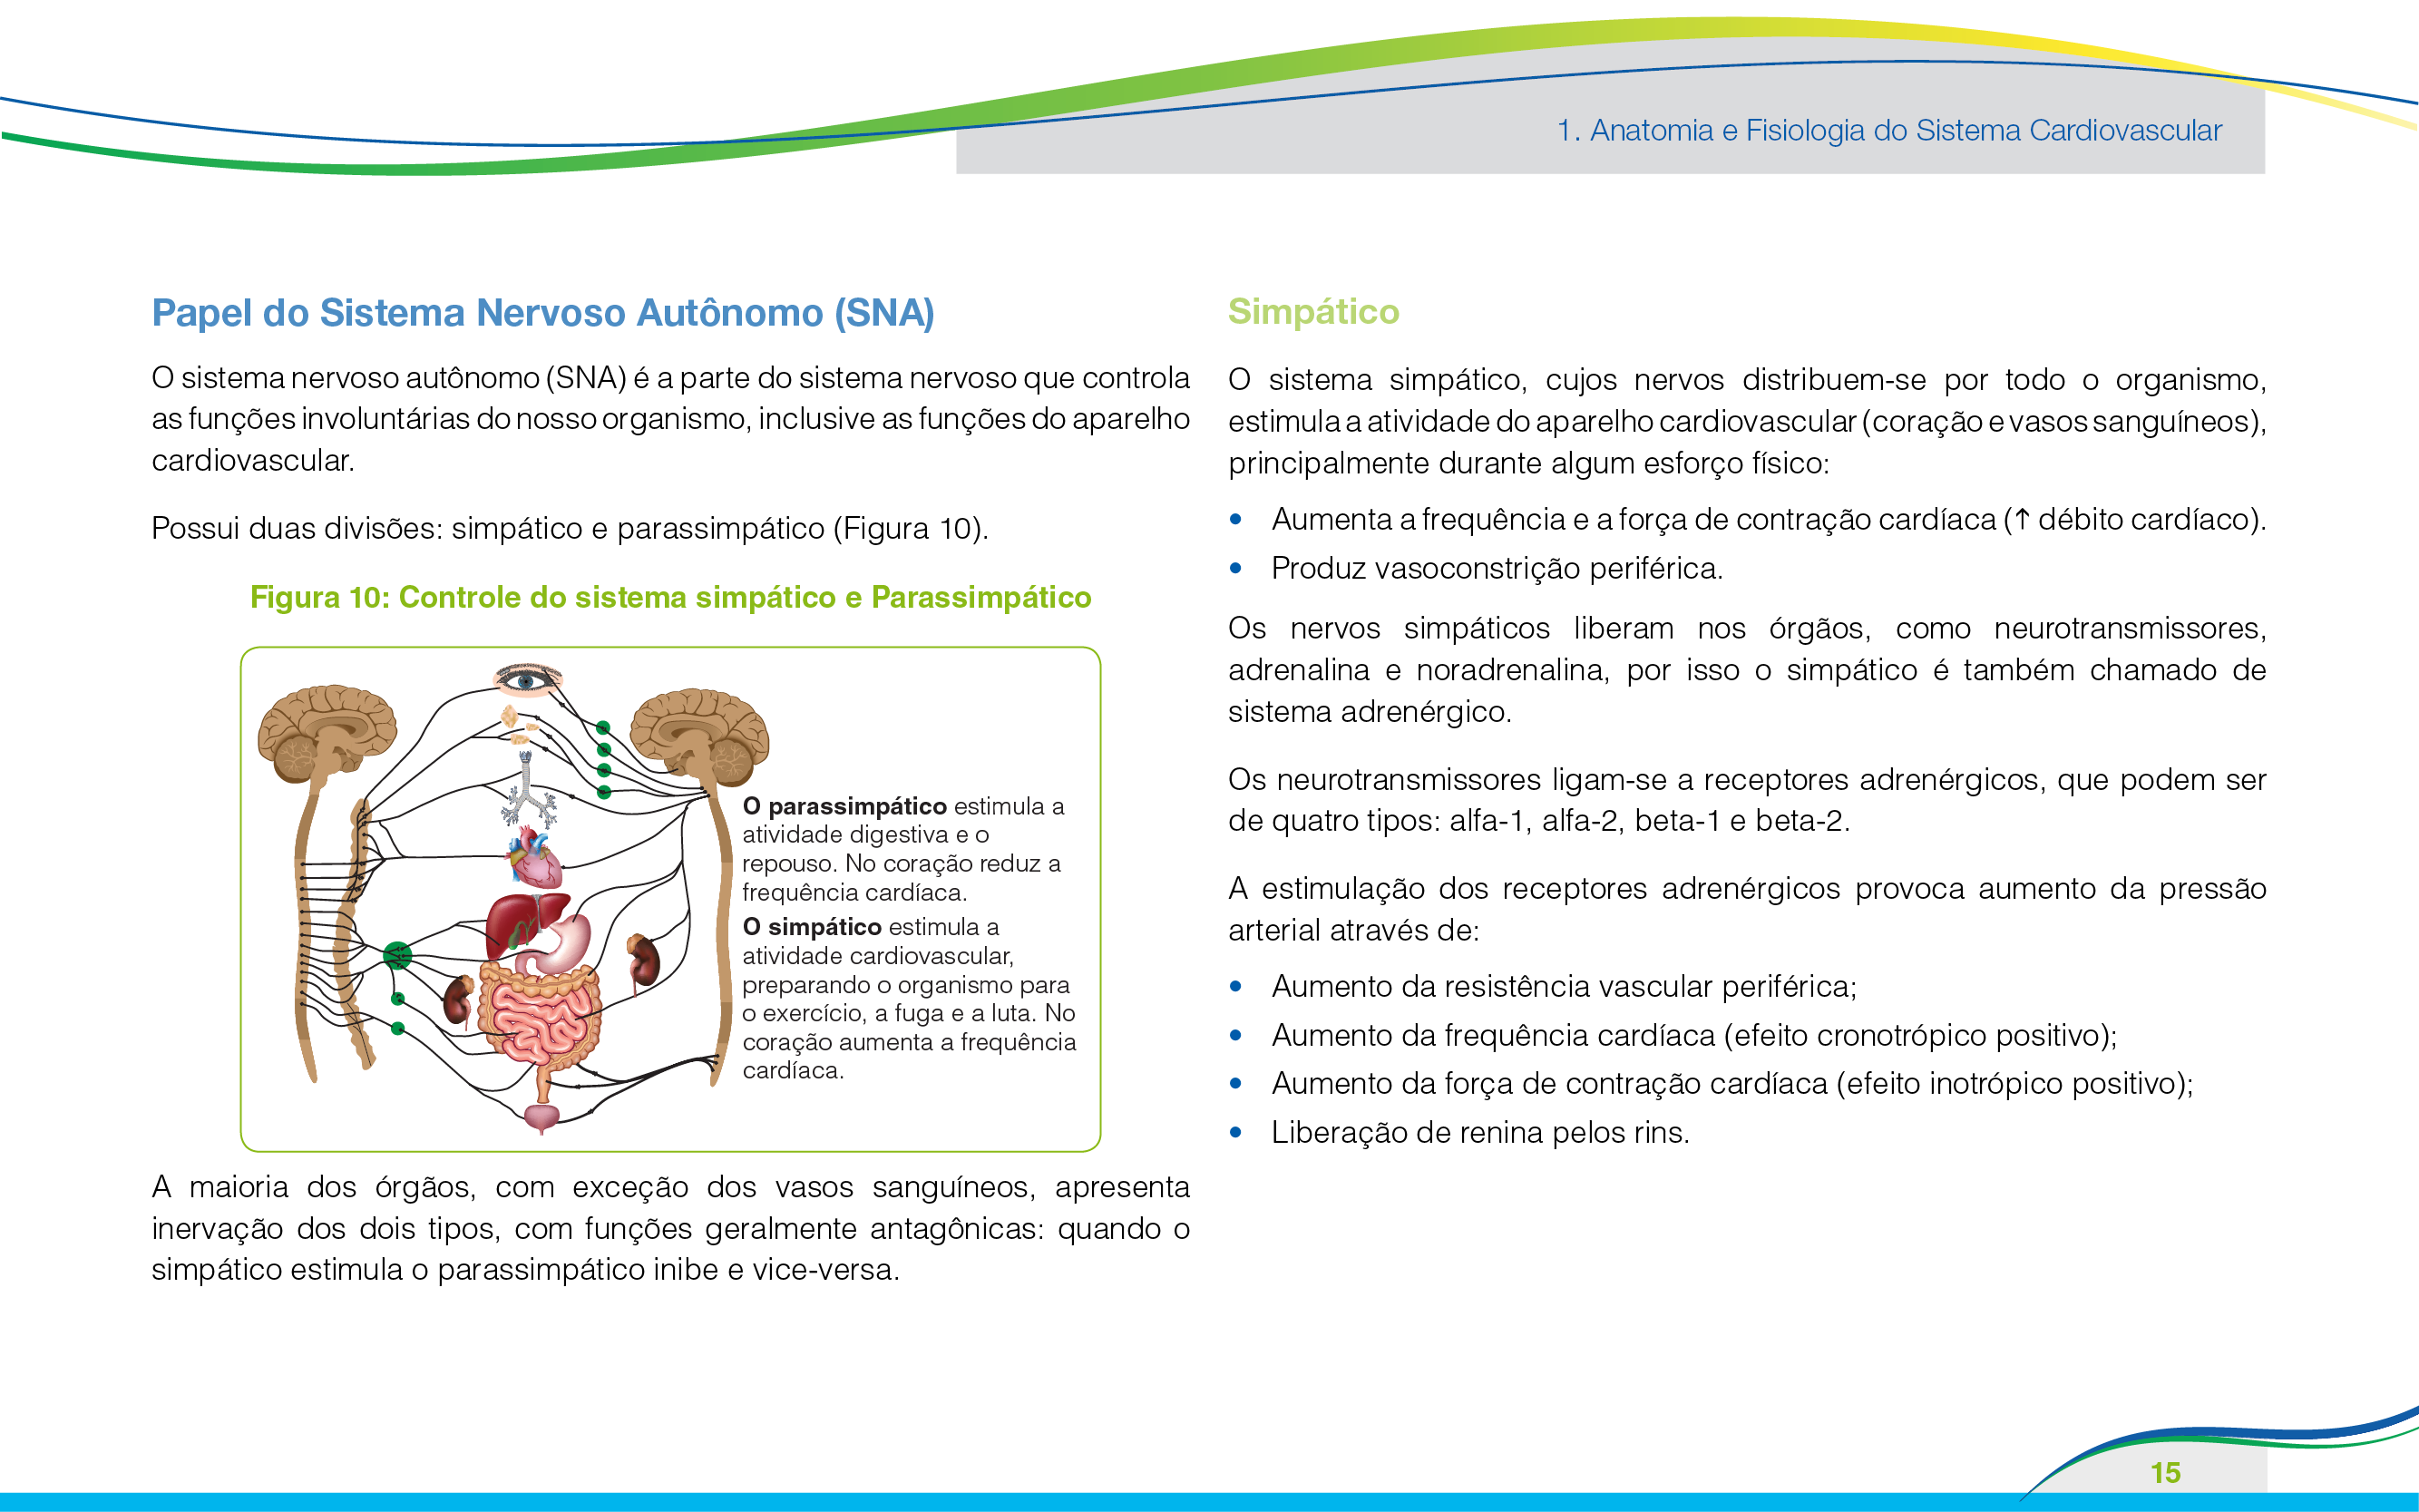 1. Anatomia e Fisiologia do Sistema Cardiovascular
Papel do Sistema Nervoso Autônomo (SNA)
O sistema nervoso autônomo (SNA) é a parte do sistema nervoso que controla
as funções involuntárias do nosso organismo, inclusive as funções do aparelho
cardiovascular.
Possui duas divisões: simpático e parassimpático (Figura 10).
Figura 10: Controle do sistema simpático e Parassimpático
O parassimpático estimula a
atividade digestiva e o
repouso. No coração reduz a
frequência cardíaca.
O simpático estimula a
atividade cardiovascular,
preparando o organismo para
o exercício, a fuga e a luta. No
coração aumenta a frequência
cardíaca.
A maioria dos órgãos, com exceção dos vasos sanguíneos, apresenta
inervação dos dois tipos, com funções geralmente antagônicas: quando o
simpático estimula o parassimpático inibe e vice-versa.
Simpático
O sistema simpático, cujos nervos distribuem-se por todo o organismo,
estimula a atividade do aparelho cardiovascular (coração e vasos sanguíneos),
principalmente durante algum esforço físico:
• Aumenta a frequência e a força de contração cardíaca (↑ débito cardíaco).
• Produz vasoconstrição periférica.
Os nervos simpáticos liberam nos órgãos, como neurotransmissores,
adrenalina e noradrenalina, por isso o simpático é também chamado de
sistema adrenérgico.
Os neurotransmissores ligam-se a receptores adrenérgicos, que podem ser
de quatro tipos: alfa-1, alfa-2, beta-1 e beta-2.
A estimulação dos receptores adrenérgicos provoca aumento da pressão
arterial através de:
• Aumento da resistência vascular periférica;
• Aumento da frequência cardíaca (efeito cronotrópico positivo);
• Aumento da força de contração cardíaca (efeito inotrópico positivo);
• Liberação de renina pelos rins.
15